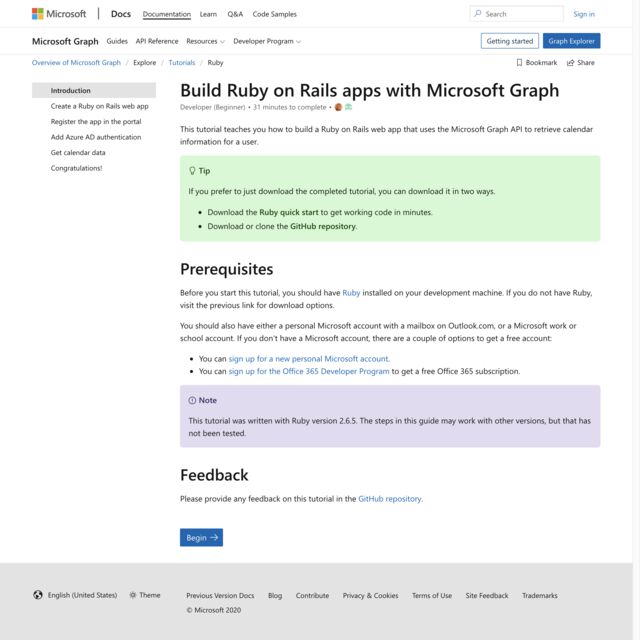 Microsoft
Docs
Documentation
Learn
Q&A
Code Samples
Search
Sign in
Microsoft Graph
Guides
API Reference
Resources
Developer Program
Getting started
Graph Explorer
Overview of Microsoft Graph / Explore / Tutorials / Ruby
Bookmark
Share
Introduction
Create a Ruby on Rails web app
Register the app in the portal
Add Azure AD authentication
Get calendar data
Congratulations!
Build Ruby on Rails apps with Microsoft Graph
Developer (Beginner) • 31 minutes to complete •
This tutorial teaches you how to build a Ruby on Rails web app that uses the Microsoft Graph API to retrieve calendar
information for a user.
Tip
If you prefer to just download the completed tutorial, you can download it in two ways.
• Download the Ruby quick start to get working code in minutes.
• Download or clone the GitHub repository.
Prerequisites
Before you start this tutorial, you should have Ruby installed on your development machine. If you do not have Ruby,
visit the previous link for download options.
You should also have either a personal Microsoft account with a mailbox on Outlook.com, or a Microsoft work or
school account. If you don't have a Microsoft account, there are a couple of options to get a free account:
• You can sign up for a new personal Microsoft account.
• You can sign up for the Office 365 Developer Program to get a free Office 365 subscription.
Note
This tutorial was written with Ruby version 2.6.5. The steps in this guide may work with other versions, but that has
not been tested.
Feedback
Please provide any feedback on this tutorial in the GitHub repository.
Begin
English (United States)
Theme
Previous Version Docs
Blog
Contribute
Privacy & Cookies
Terms of Use
Site Feedback
Trademarks
© Microsoft 2020